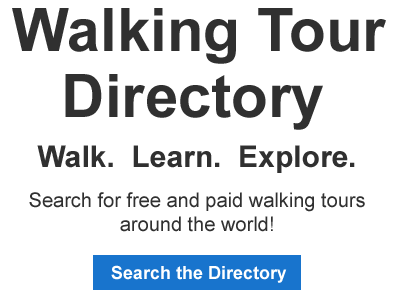 Walking Tour
Directory
Walk. Learn. Explore.
Search for free and paid walking tours
around the world!
Search the Directory